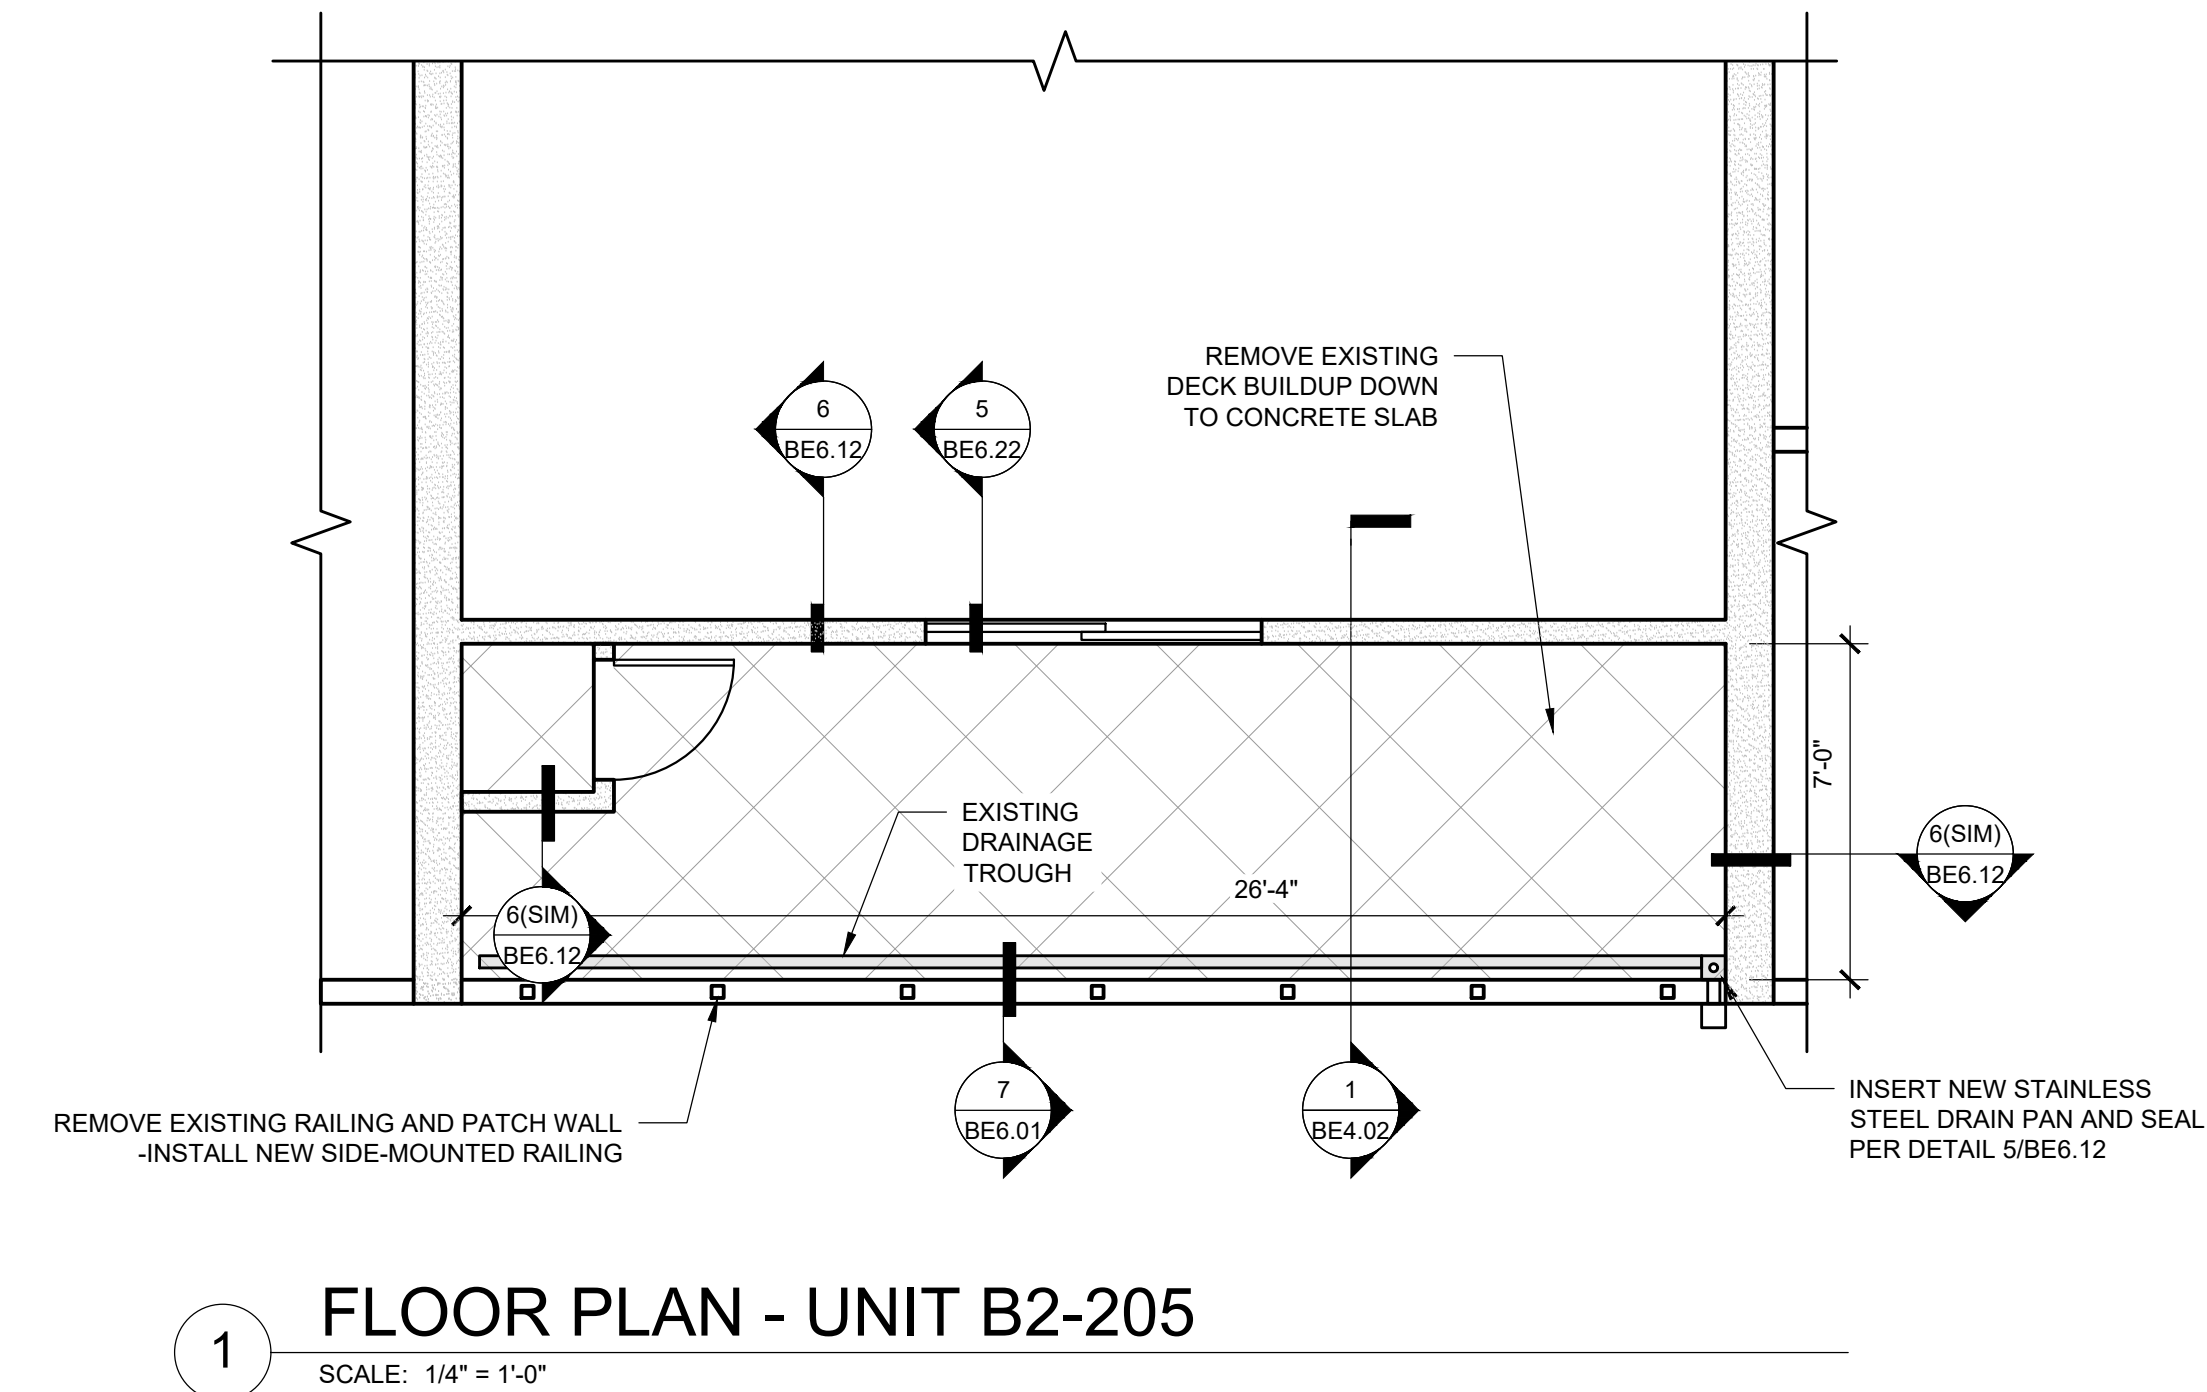 REMOVE EXISTING
DECK BUILDUP DOWN
TO CONCRETE SLAB
6
BE6.12
5
BE6.22
7'-0"
EXISTING
DRAINAGE
TROUGH
26'-4"
6(SIM)
BE6.12
6(SIM)
BE6.12
7
BE6.01
1
BE4.02
REMOVE EXISTING RAILING AND PATCH WALL
-INSTALL NEW SIDE-MOUNTED RAILING
INSERT NEW STAINLESS
STEEL DRAIN PAN AND SEAL
PER DETAIL 5/BE6.12
1
FLOOR PLAN - UNIT B2-205
SCALE: 1/4" = 1'-0"